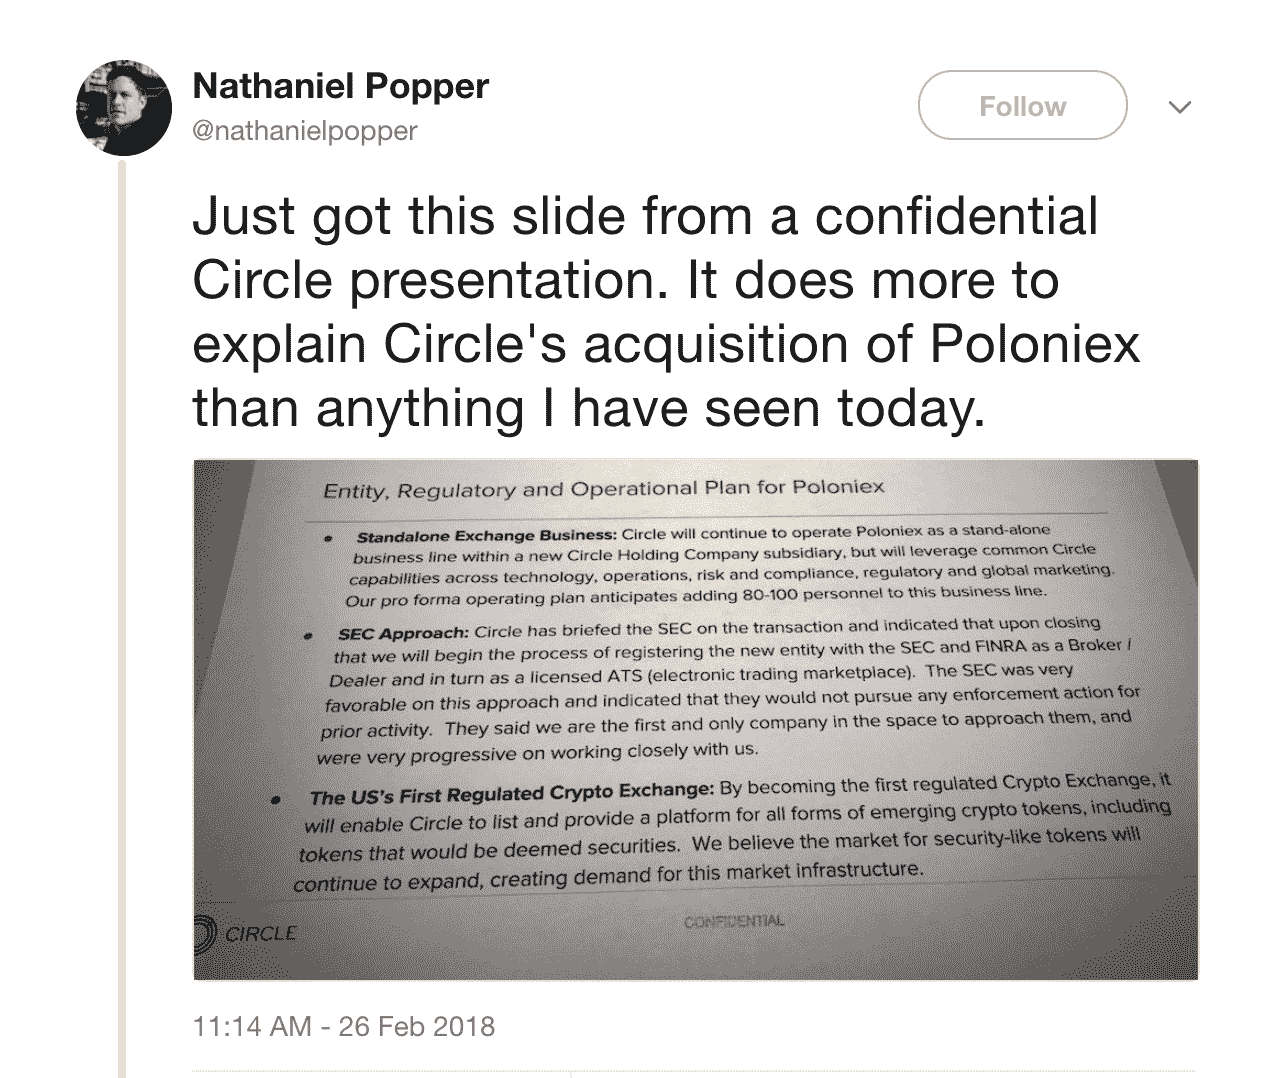 Nathaniel Popper
@nathanielpopper
Follow
Just got this slide from a confidential
Circle presentation. It does more to
explain Circle's acquisition of Poloniex
than anything I have seen today.
Entity, Regulatory and Operational Plan for Poloniex
• Standalone Exchange Business: Circle will continue to operate Poloniex as a stand-alone
business line within a new Circle Holding Company subsidiary, but will leverage common Circle
capabilities across technology, operations, risk and compliance, regulatory and global marketing.
Our pro forma operating plan anticipates adding 80-100 personnel to this business line.
• SEC Approach: Circle has briefed the SEC on the transaction and indicated that upon closing
that we will begin the process of registering the new entity with the SEC and FINRA as a Broker /
Dealer and in turn as a licensed ATS (electronic trading marketplace). The SEC was very
favorable on this approach and indicated that they would not pursue any enforcement action for
prior activity. They said we are the first and only company in the space to approach them, and
were very progressive on working closely with us.
• The US's First Regulated Crypto Exchange: By becoming the first regulated Crypto Exchange, it
will enable Circle to list and provide a platform for all forms of emerging crypto tokens, including
tokens that would be deemed securities. We believe the market for security-like tokens will
continue to expand, creating demand for this market infrastructure.
CIRCLE
CONFIDENTIAL
11:14 AM - 26 Feb 2018